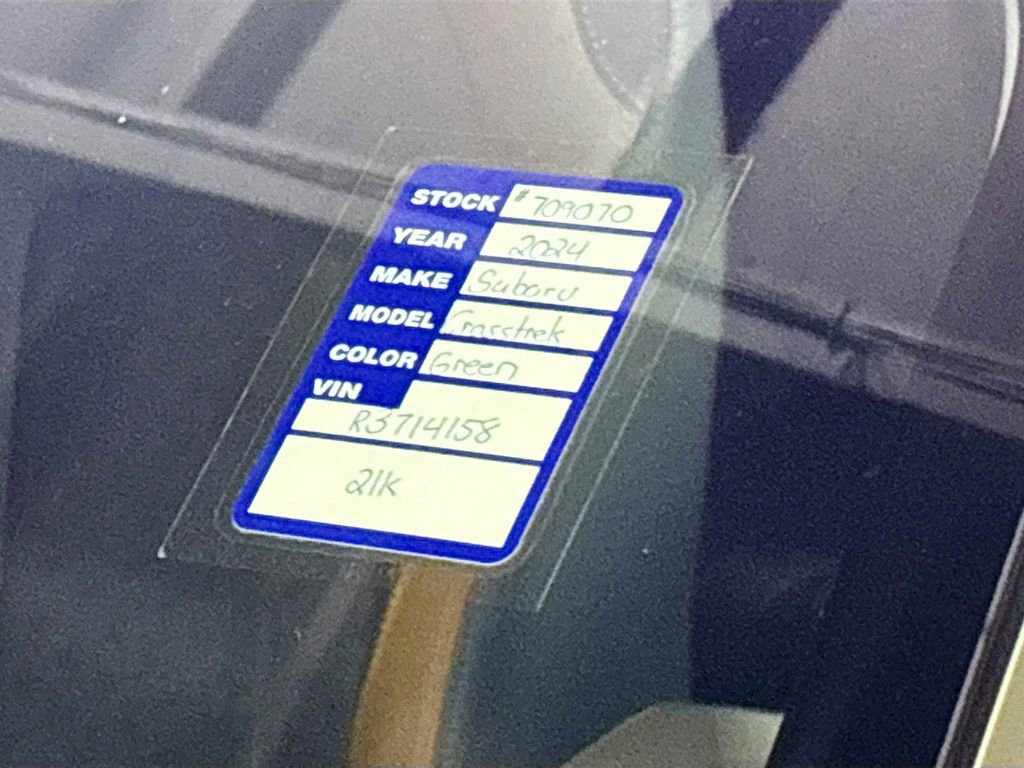 STOCK #709070
YEAR 2024
MAKE Subaru
MODEL Crosstrek
COLOR Green
VIN
R3714158
21K